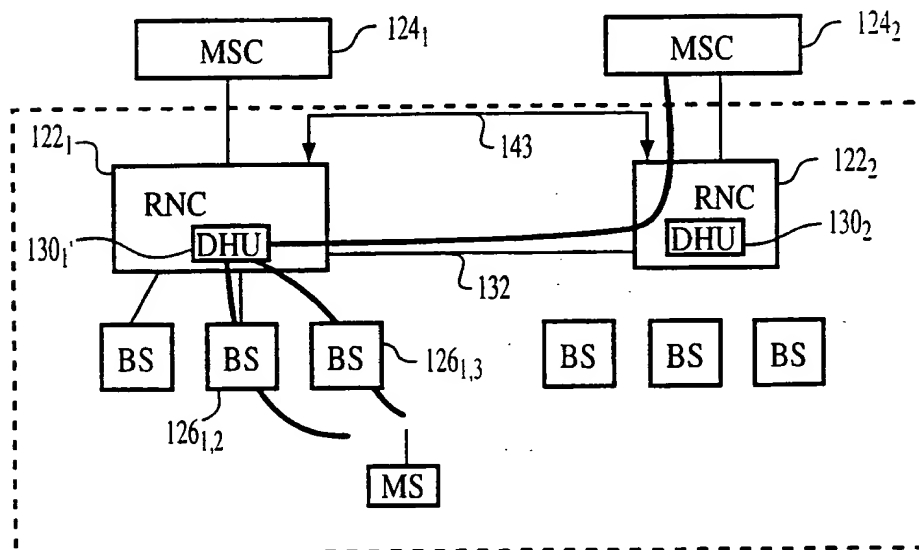 MSC 124₁
MSC 124₂
143
122₁ RNC
RNC 122₂
130₁' DHU
DHU 130₂
132
BS BS BS 126₁,₃ BS BS BS
126₁,₂
MS